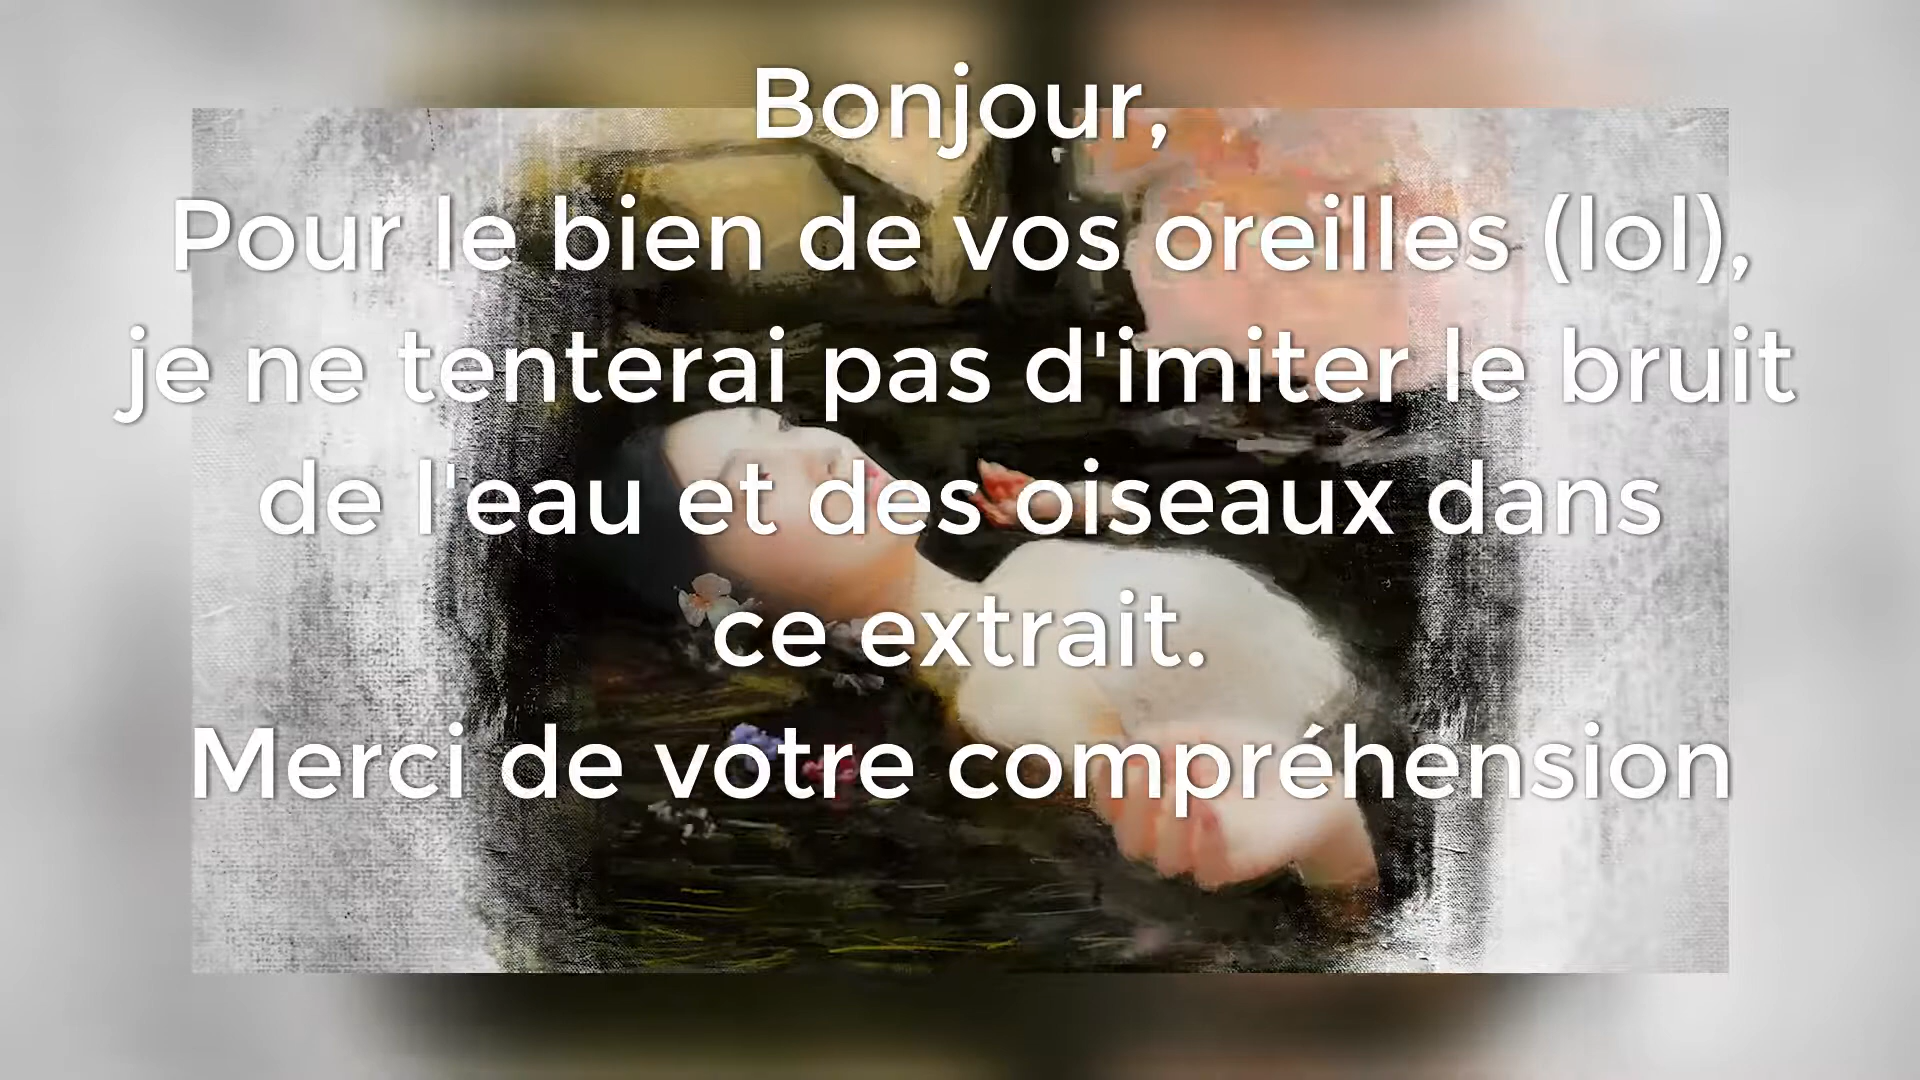 Bonjour,
Pour le bien de vos oreilles (lol),
je ne tenterai pas d'imiter le bruit
de l'eau et des oiseaux dans
ce extrait.
Merci de votre compréhension